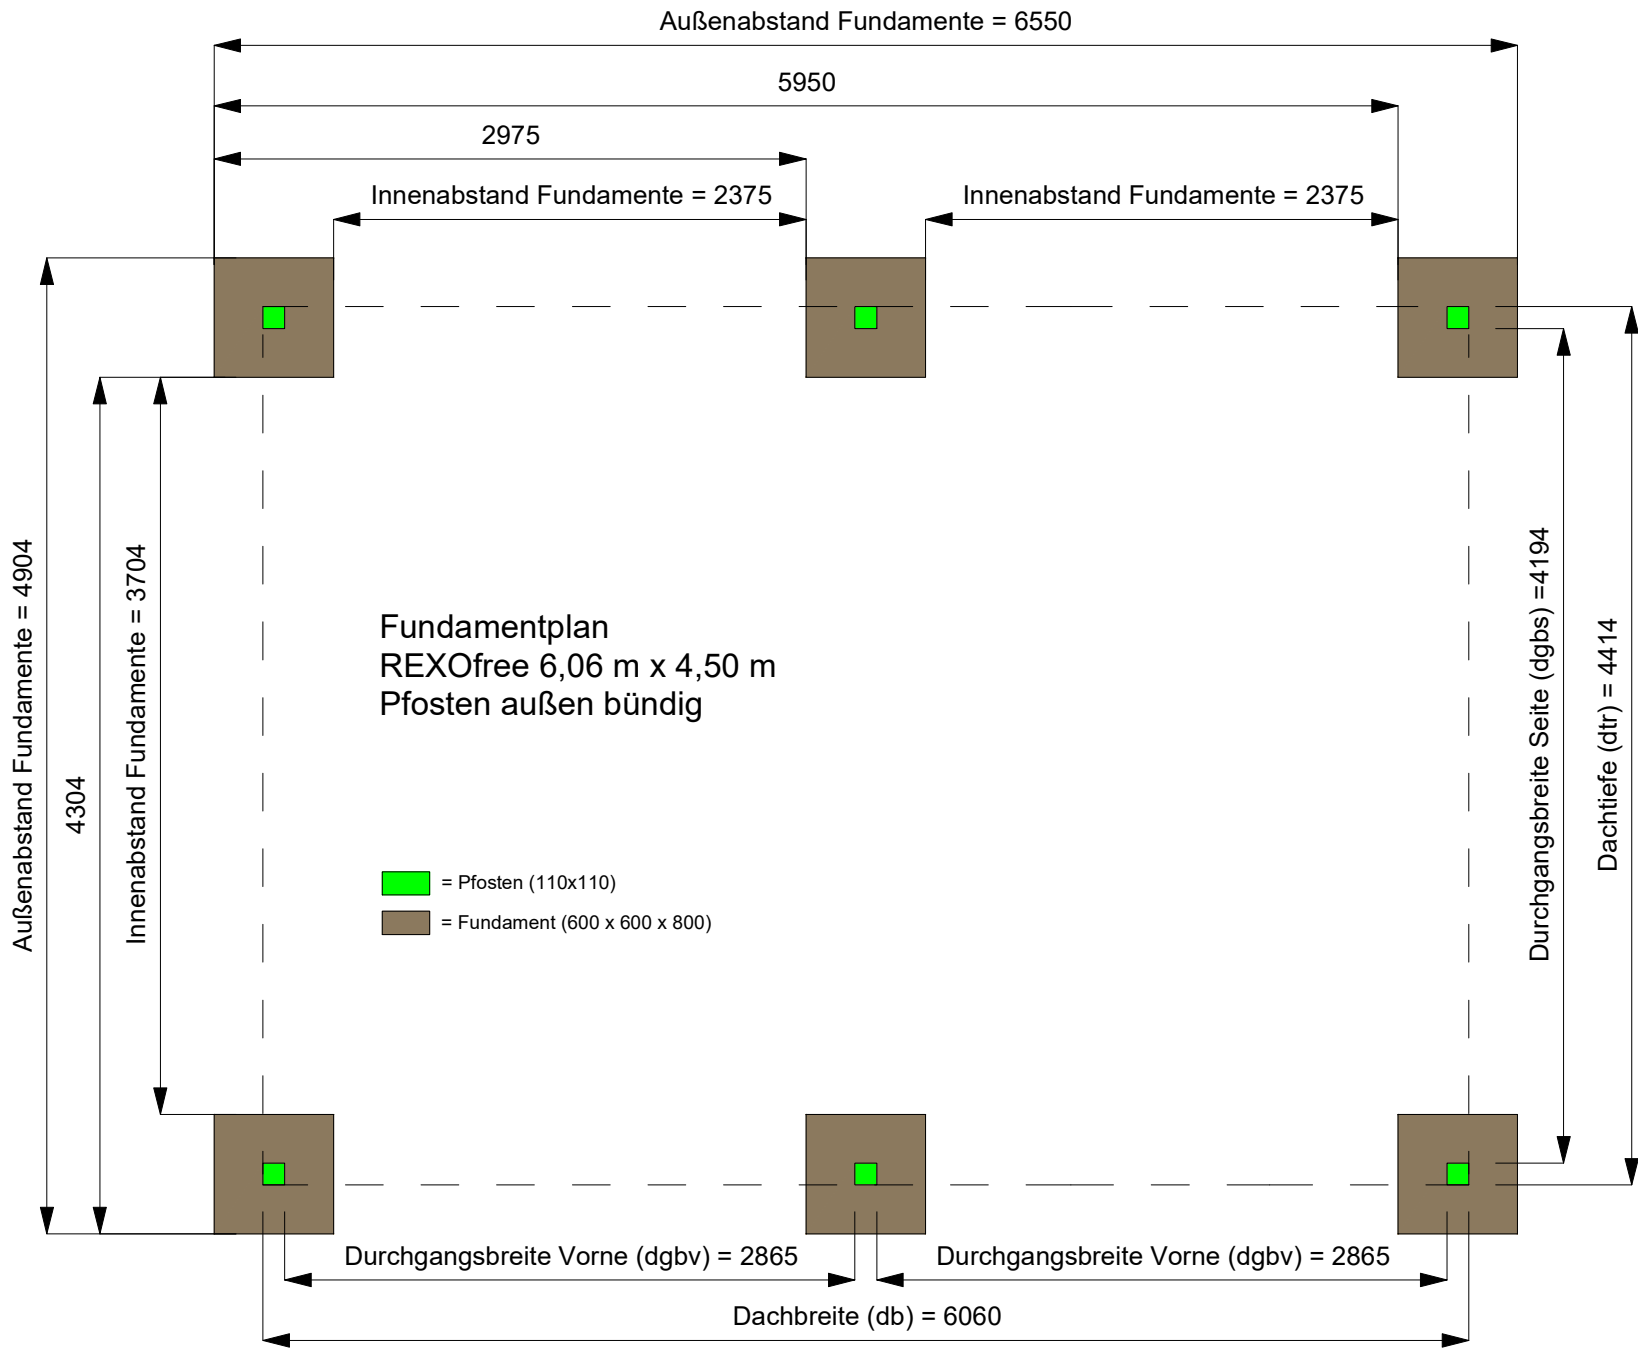 Außenabstand Fundamente = 6550
5950
2975
Innenabstand Fundamente = 2375
Innenabstand Fundamente = 2375
Außenabstand Fundamente = 4904
4304
Innenabstand Fundamente = 3704
Fundamentplan
REXOfree 6,06 m x 4,50 m
Pfosten außen bündig
= Pfosten (110x110)
= Fundament (600 x 600 x 800)
Durchgangsbreite Seite (dgbs) =4194
Dachtiefe (dtr) = 4414
Durchgangsbreite Vorne (dgbv) = 2865
Durchgangsbreite Vorne (dgbv) = 2865
Dachbreite (db) = 6060